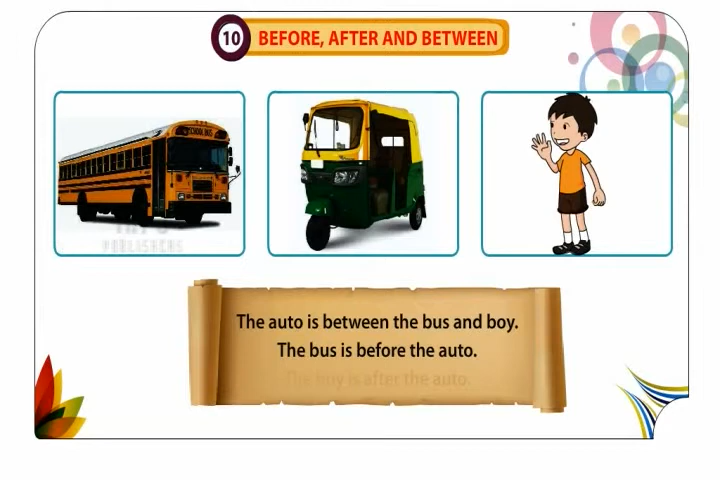 10 BEFORE, AFTER AND BETWEEN
SCHOOL BUS
PUBLISHERS
The auto is between the bus and boy.
The bus is before the auto.
The boy is after the auto.